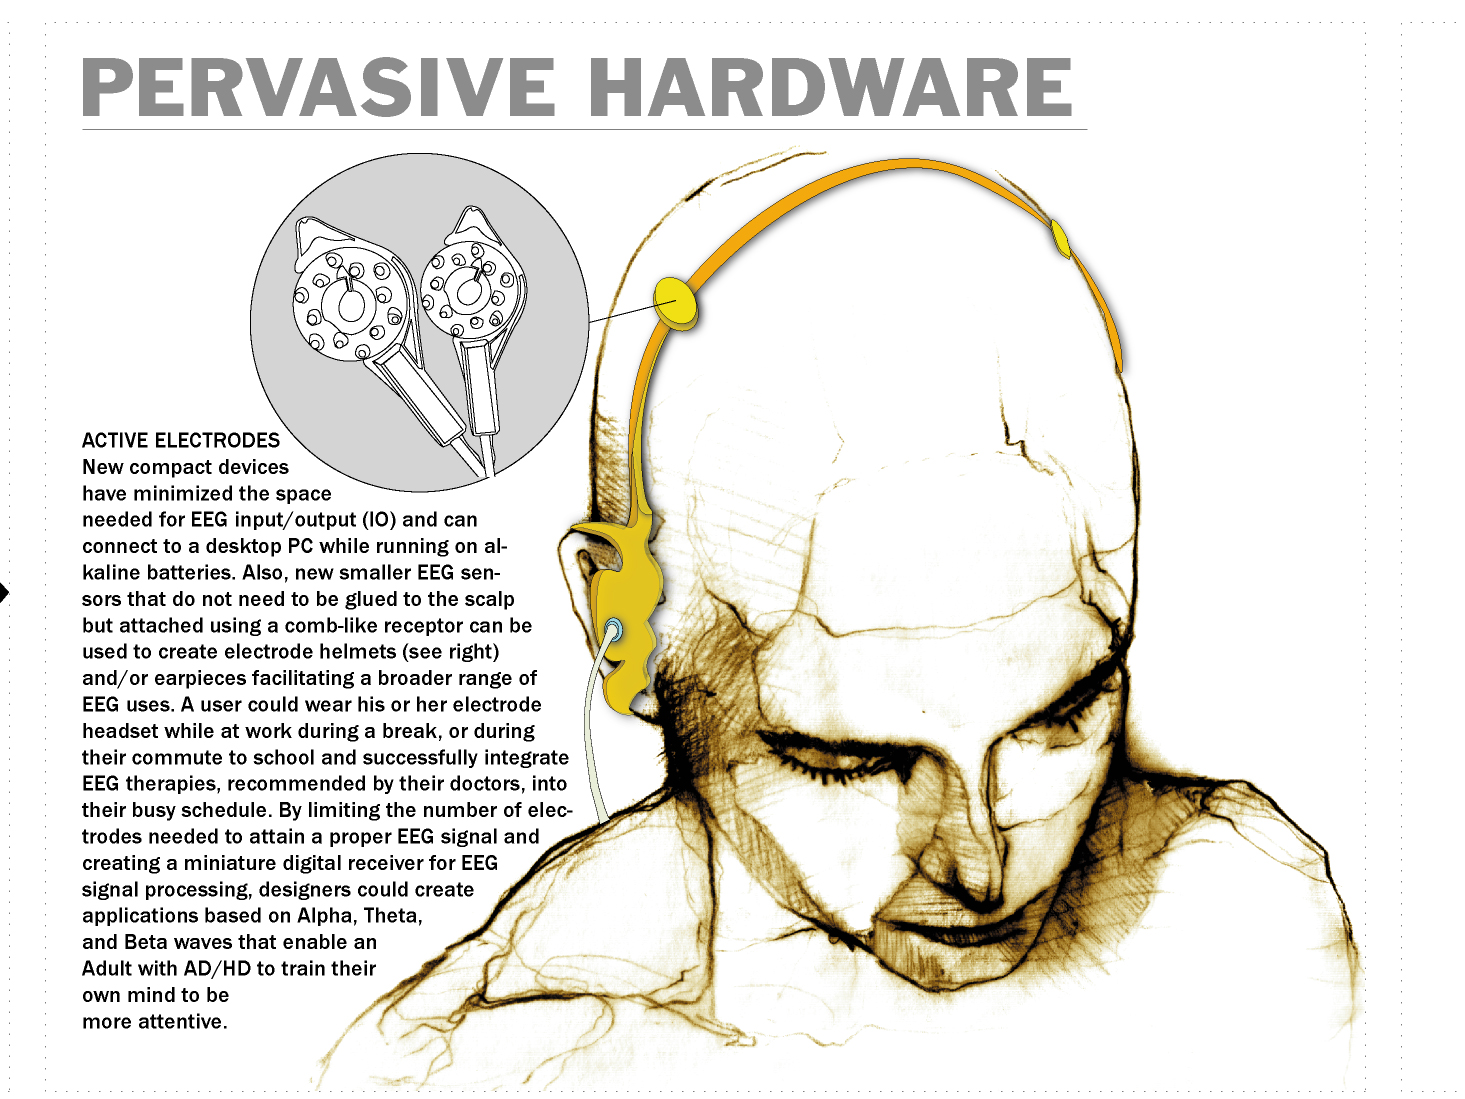 PERVASIVE HARDWARE
ACTIVE ELECTRODES
New compact devices
have minimized the space
needed for EEG input/output (IO) and can
connect to a desktop PC while running on al-
kaline batteries. Also, new smaller EEG sen-
sors that do not need to be glued to the scalp
but attached using a comb-like receptor can be
used to create electrode helmets (see right)
and/or earpieces facilitating a broader range of
EEG uses. A user could wear his or her electrode
headset while at work during a break, or during
their commute to school and successfully integrate
EEG therapies, recommended by their doctors, into
their busy schedule. By limiting the number of elec-
trodes needed to attain a proper EEG signal and
creating a miniature digital receiver for EEG
signal processing, designers could create
applications based on Alpha, Theta,
and Beta waves that enable an
Adult with AD/HD to train their
own mind to be
more attentive.